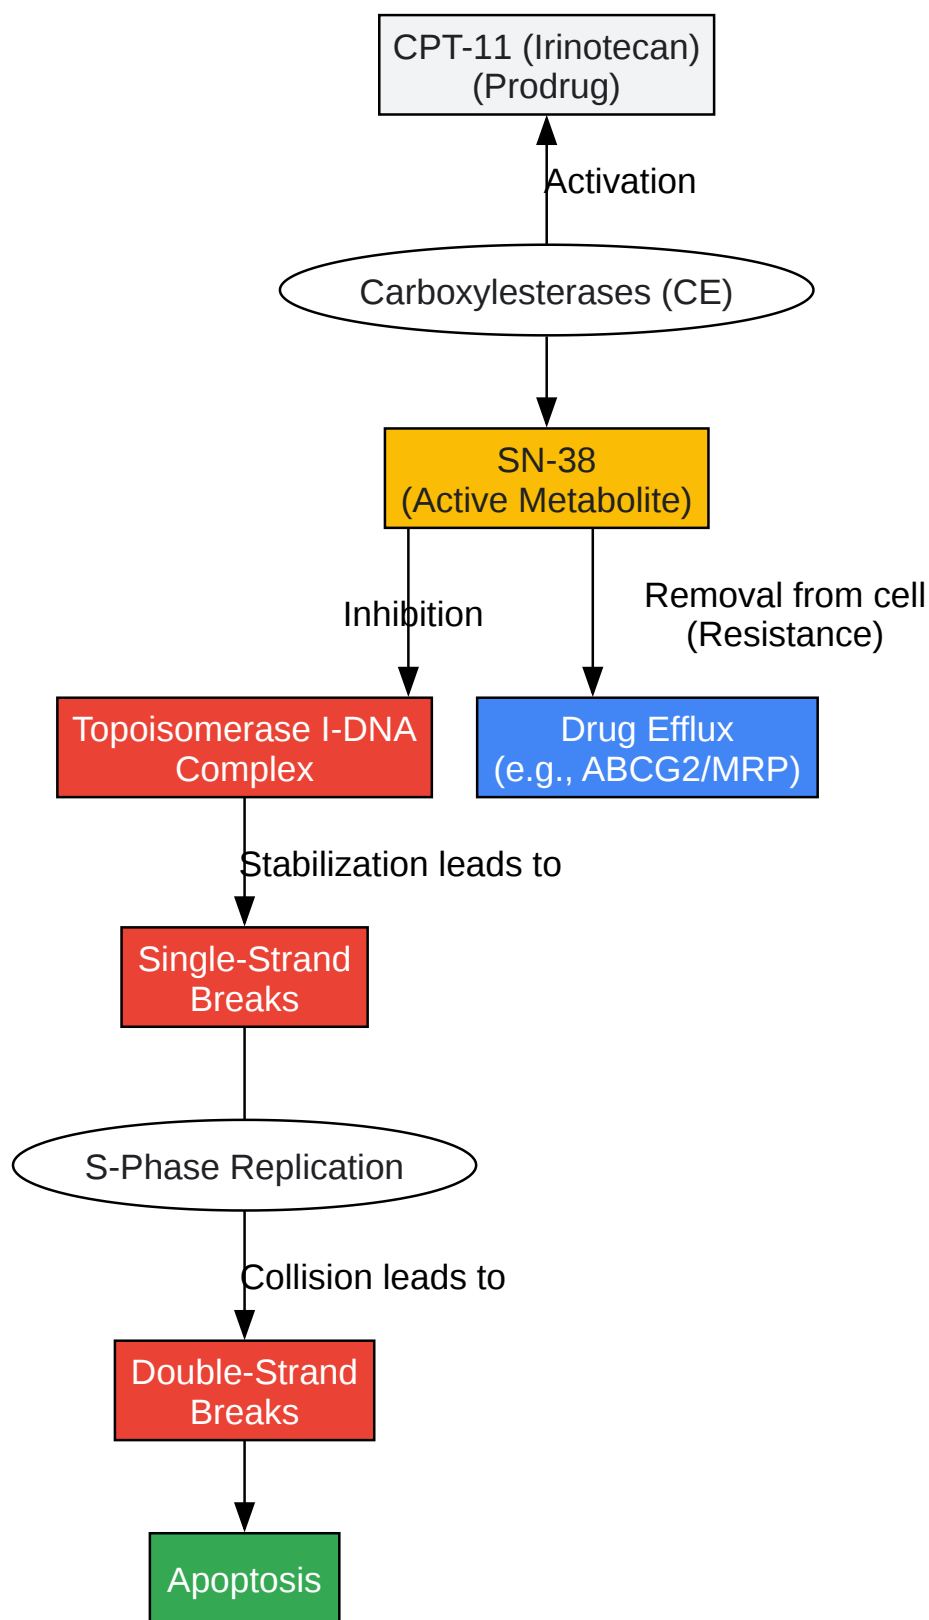 CPT-11 (Irinotecan)
(Prodrug)
Activation
Carboxylesterases (CE)
SN-38
(Active Metabolite)
Inhibition
Removal from cell
(Resistance)
Topoisomerase I-DNA
Complex
Drug Efflux
(e.g., ABCG2/MRP)
Stabilization leads to
Single-Strand
Breaks
S-Phase Replication
Collision leads to
Double-Strand
Breaks
Apoptosis